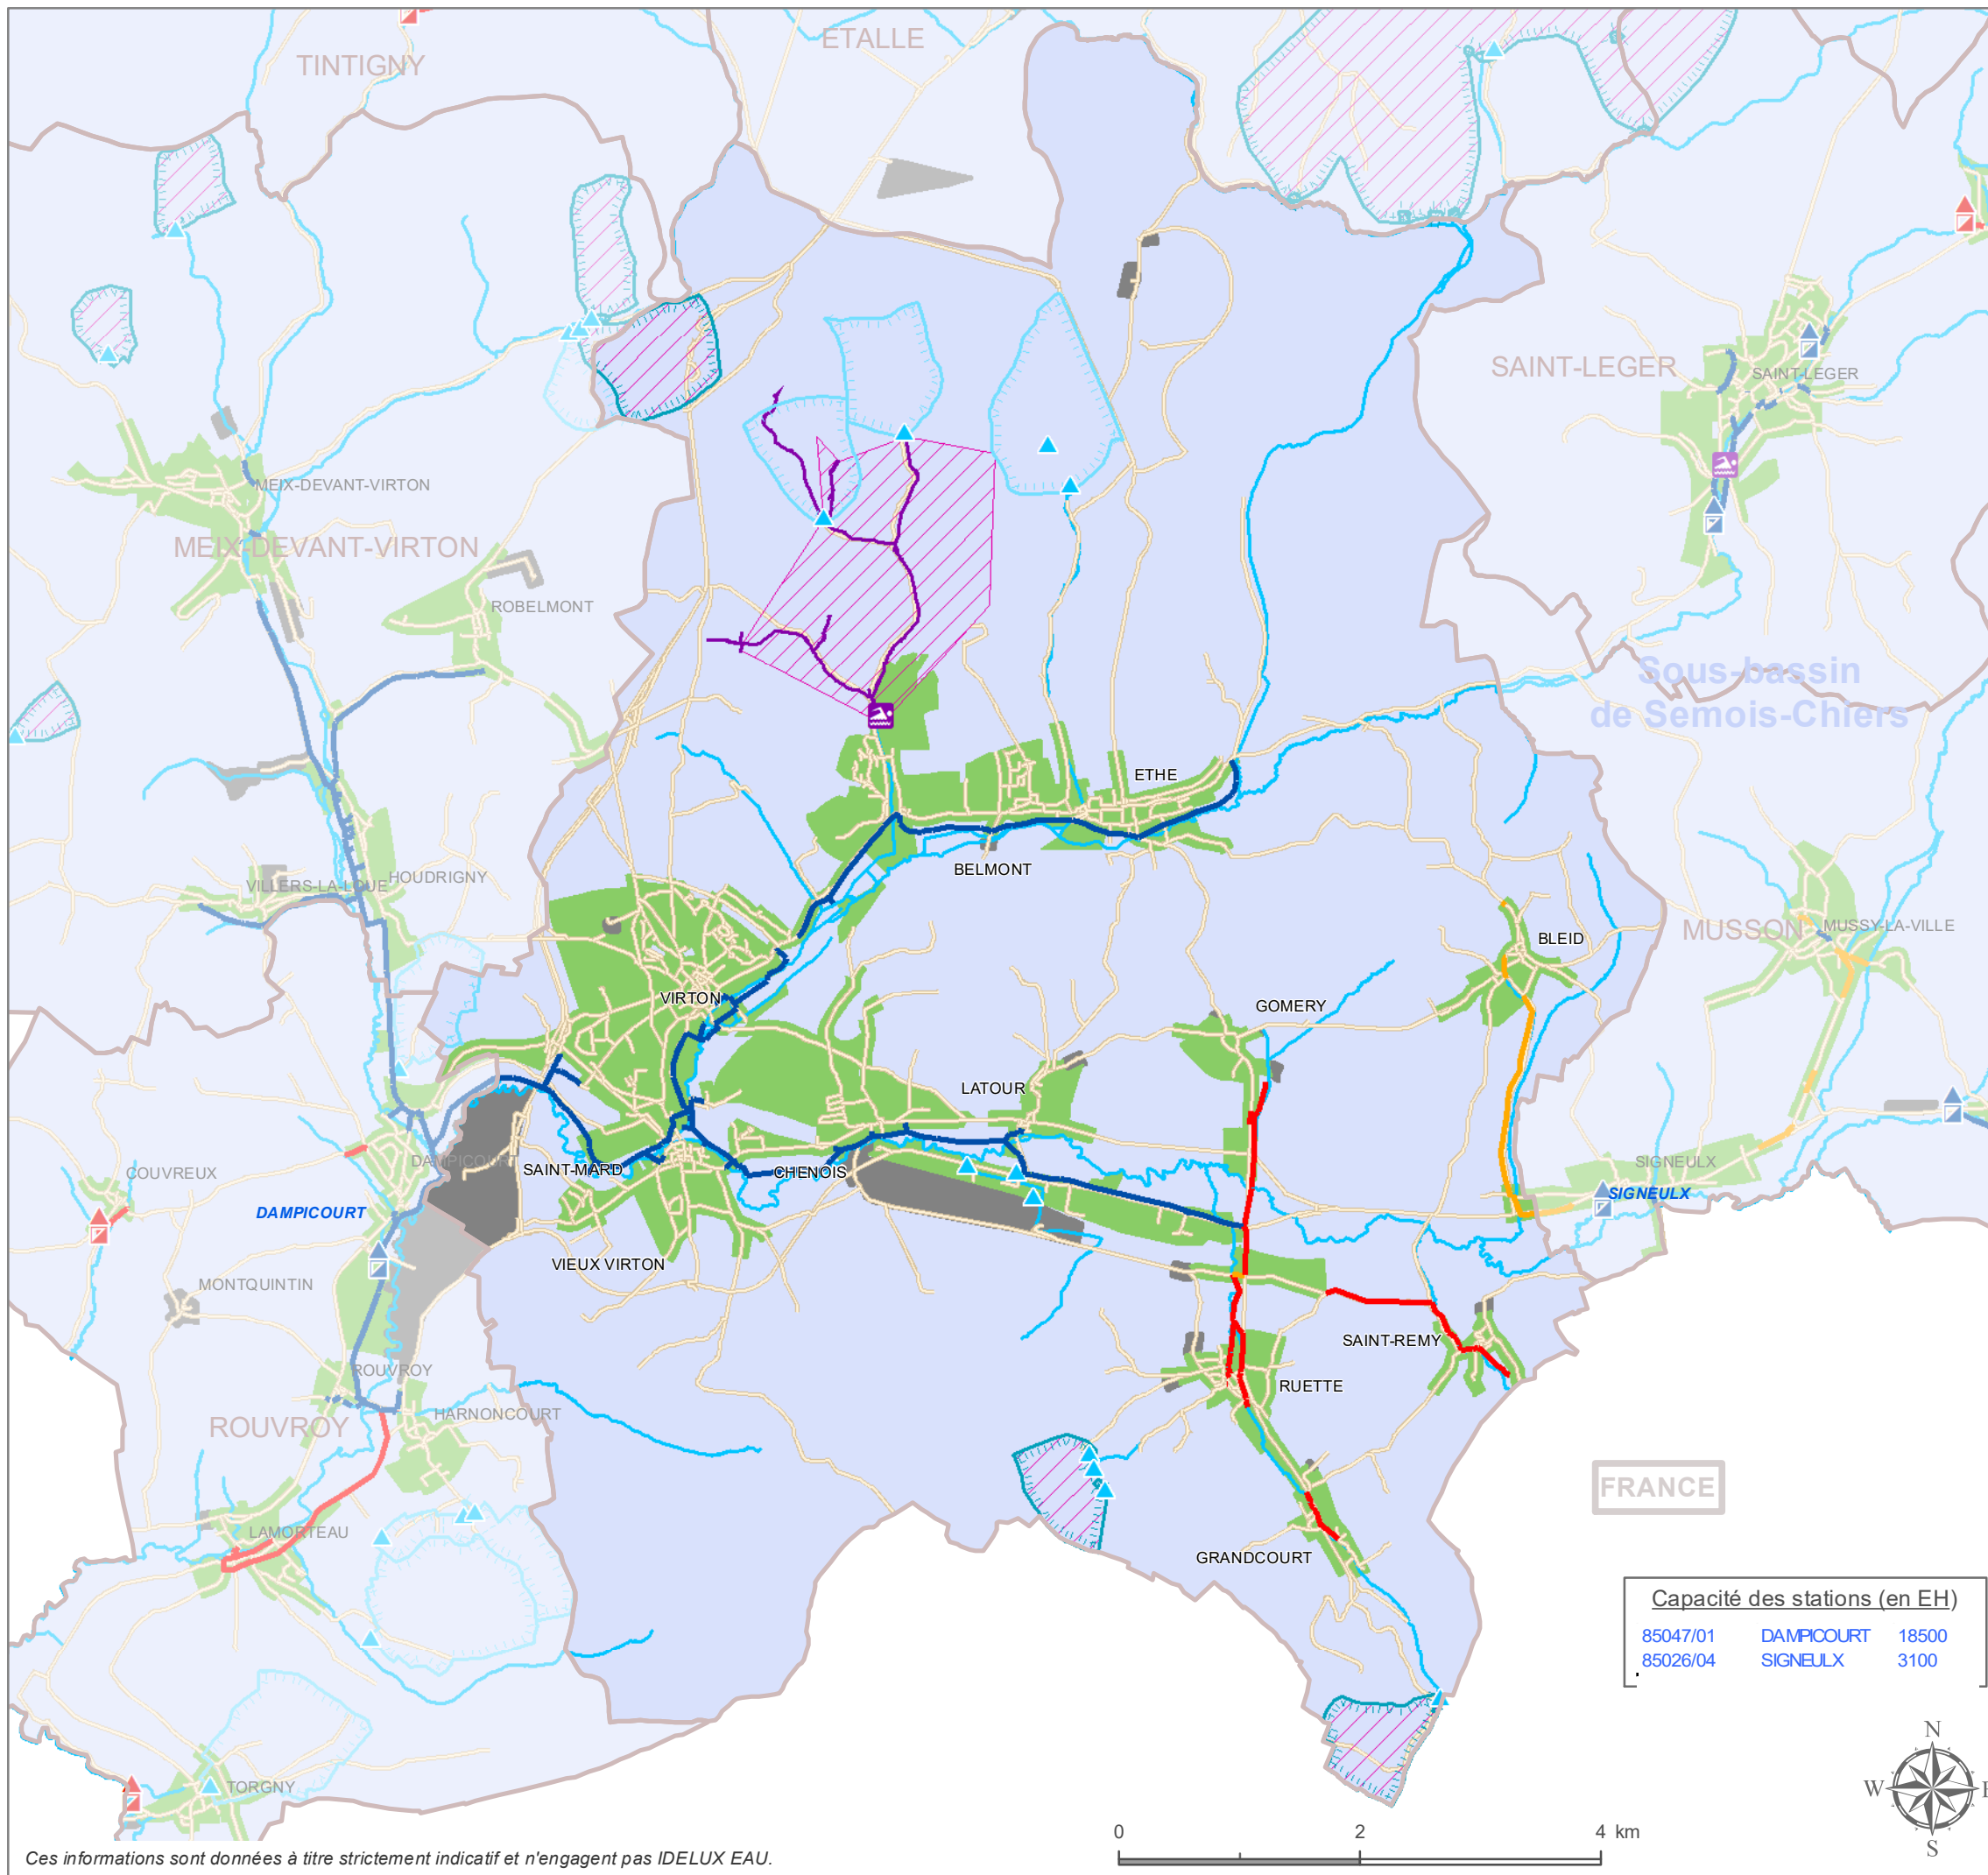 ETALLE
TINTIGNY
SAINT-LEGER
SAINT-LEGER
MEIX-DEVANT-VIRTON
MEIX-DEVANT-VIRTON
ROBELMONT
Sous-bassin
de Semois-Chiers
ETHE
BELMONT
HOUDRIGNY
VILLERS-LA-LOUE
MUSSON
MUSSY-LA-VILLE
BLEID
VIRTON
GOMERY
LATOUR
DAMPICOURT
SAINT-MARD
CHENOIS
COUVREUX
SIGNEULX
SIGNEULX
DAMPICOURT
VIEUX VIRTON
MONTQUINTIN
SAINT-REMY
ROUVROY
RUETTE
HARNONCOURT
ROUVROY
FRANCE
LAMORTEAU
GRANDCOURT
Capacité des stations (en EH)
85047/01 DAMPICOURT 18500
85026/04 SIGNEULX 3100
TORGNY
N
W E
S
0 2 4 km
Ces informations sont données à titre strictement indicatif et n'engagent pas IDELUX EAU.